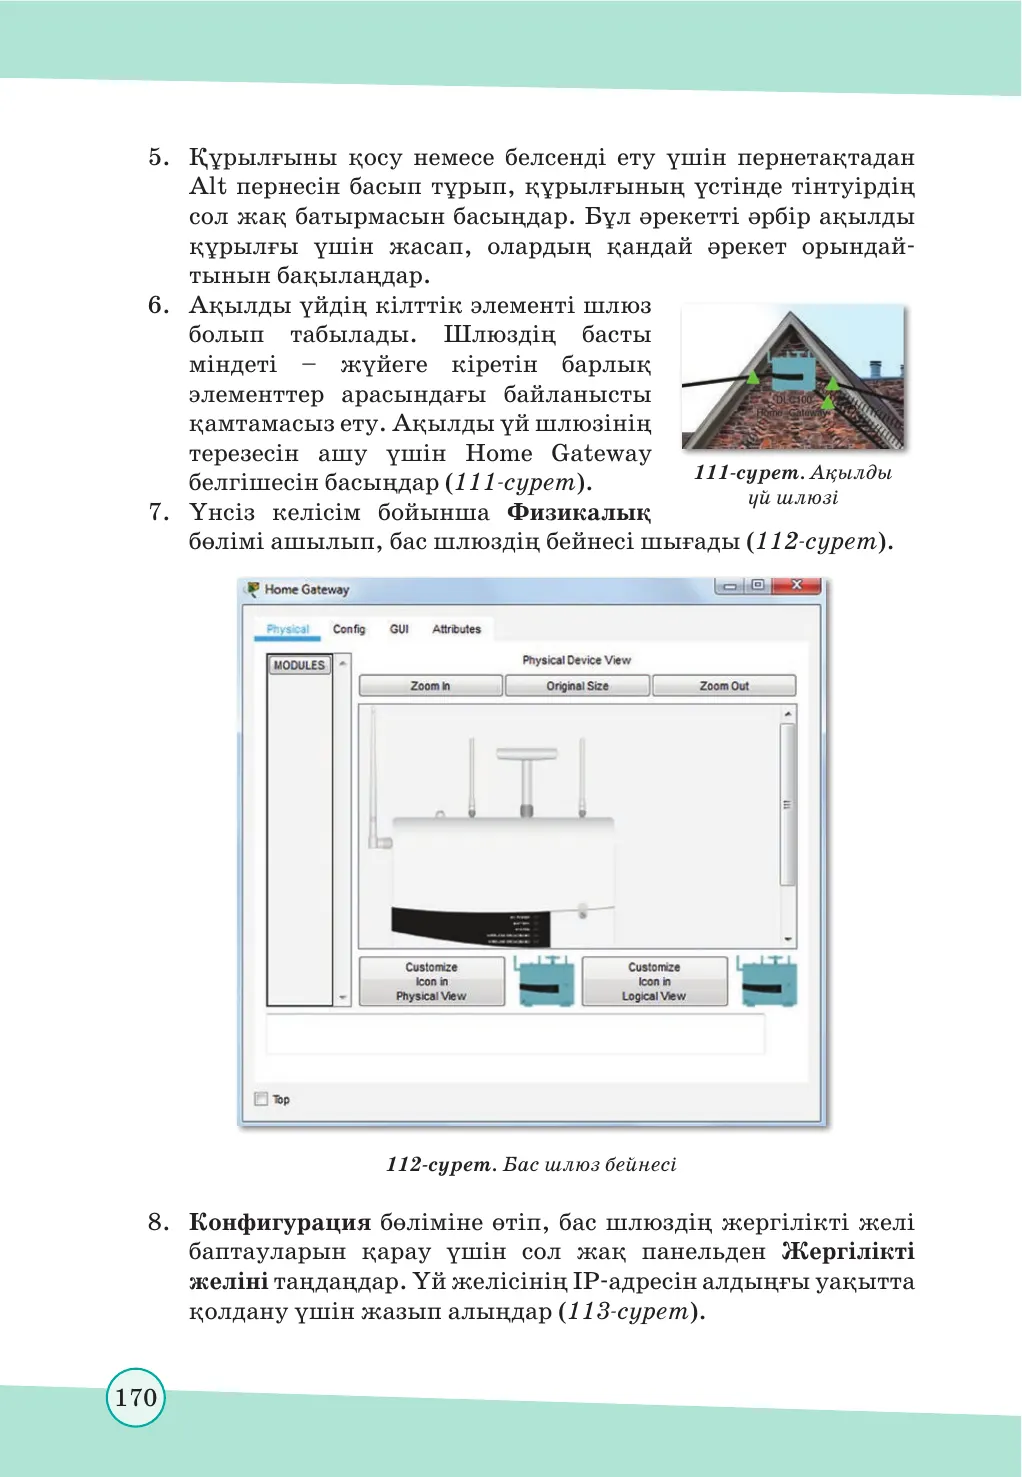 5. Құрылғыны қосу немесе белсенді ету үшін пернетақтадан
Alt пернесін басып тұрып, құрылғының үстінде тінтуірдің
сол жақ батырмасын басыңдар. Бұл әрекетті әрбір ақылды
құрылғы үшін жасап, олардың қандай әрекет орындай-
тынын бақылаңдар.
6. Ақылды үйдің кілттік элементі шлюз
болып табылады. Шлюздің басты
міндеті – жүйеге кіретін барлық
элементтер арасындағы байланысты
қамтамасыз ету. Ақылды үй шлюзінің
терезесін ашу үшін Home Gateway
белгішесін басыңдар (111-сурет).
DLC100
Home Gateway
111-сурет. Ақылды
үй шлюзі
7. Үнсіз келісім бойынша Физикалық
бөлімі ашылып, бас шлюздің бейнесі шығады (112-сурет).
Home Gateway
Physical Config GUI Attributes
MODULES
Physical Device View
Zoom In Original Size Zoom Out
Customize
Icon in
Physical View
Customize
Icon in
Logical View
Top
112-сурет. Бас шлюз бейнесі
8. Конфигурация бөліміне өтіп, бас шлюздің жергілікті желі
баптауларын қарау үшін сол жақ панельден Жергілікті
желіні таңдаңдар. Үй желісінің IP-адресін алдыңғы уақытта
қолдану үшін жазып алыңдар (113-сурет).
170